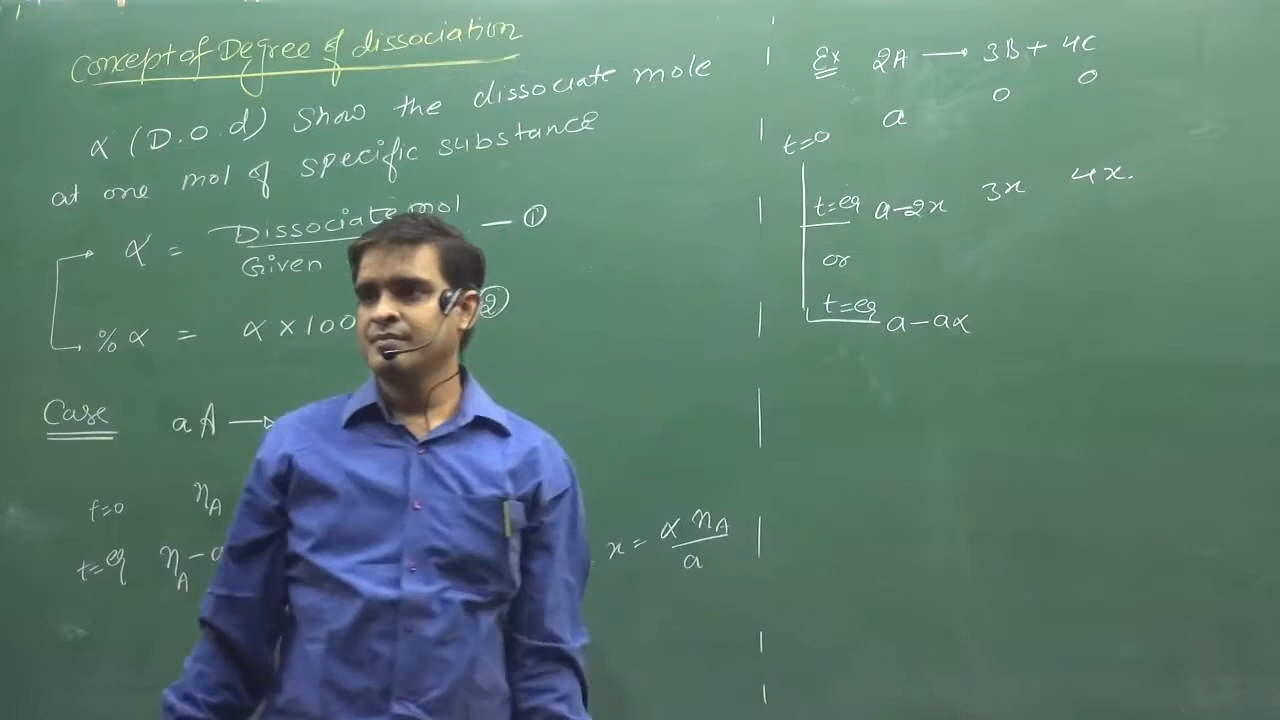 Concept of Degree of dissociation
α (D.O.d) Show the dissociate mole
at one mol of specific substance
α = Dissociate mol — ①
Given
% α = α × 100 ②
Case aA →
t=0 n_A
t=eq n_A -
x = α n_A
a
Ex 2A → 3B + 4C
t=0 a 0 0
t=eq a-2x 3x 4x.
or
t=eq a-aα